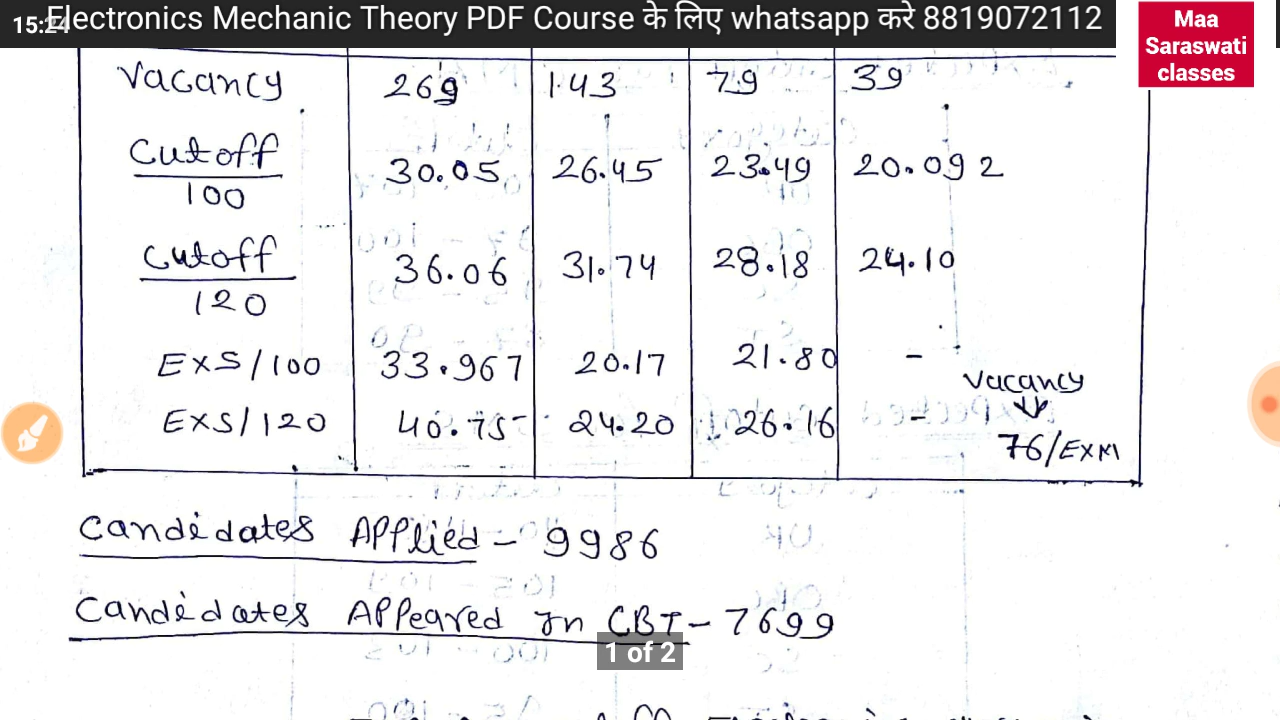 Electronics Mechanic Theory PDF Course के लिए whatsapp करे 8819072112
15:24
Maa
Saraswati
classes
Vacancy 269 143 79 39
Cutoff/100 30.05 26.45 23.49 20.092
Cutoff/120 36.06 31.74 28.18 24.10
EXS/100 33.967 20.17 21.80 -
EXS/120 40.75 24.20 26.16 -
Vacancy
76/EXM
Candidates Applied - 9986
Candidates Appeared In CBT - 7699
1 of 2